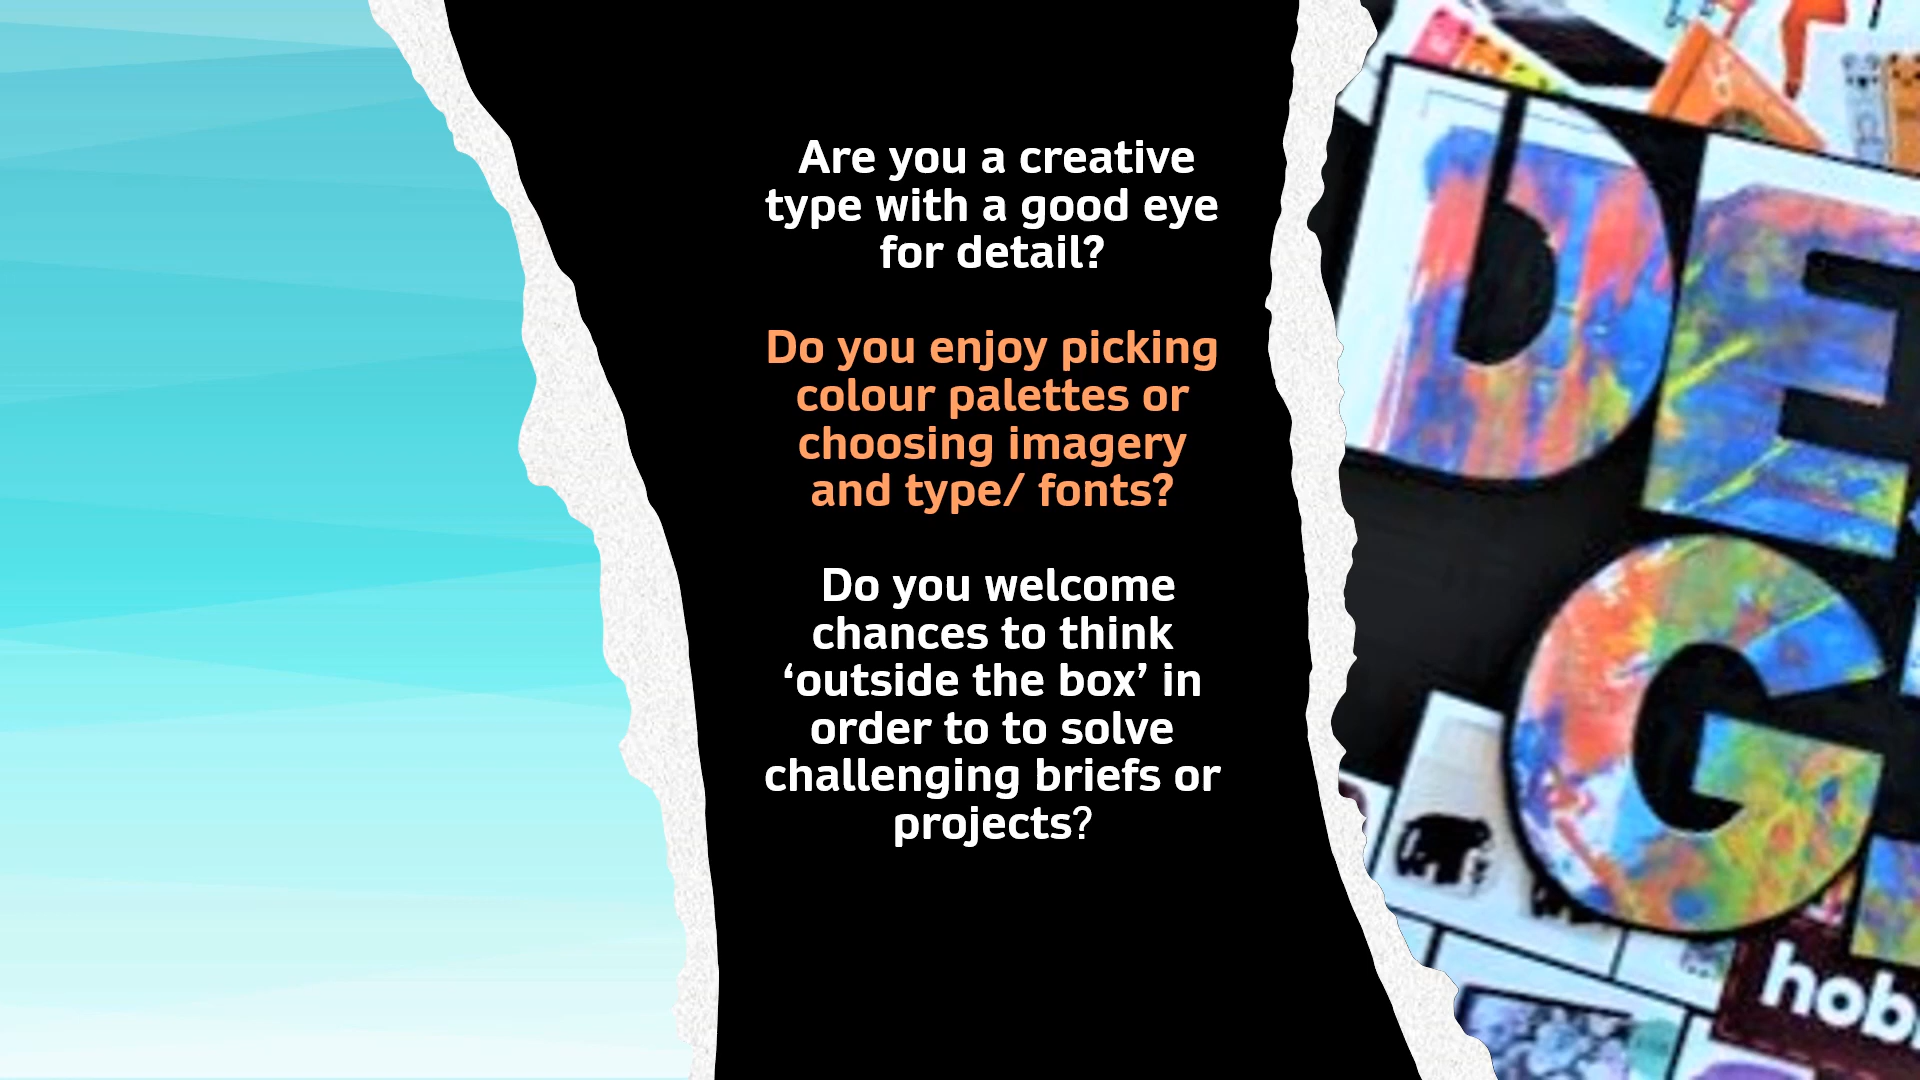 Are you a creative
type with a good eye
for detail?
Do you enjoy picking
colour palettes or
choosing imagery
and type/ fonts?
Do you welcome
chances to think
‘outside the box’ in
order to to solve
challenging briefs or
projects?
DE
G
hob